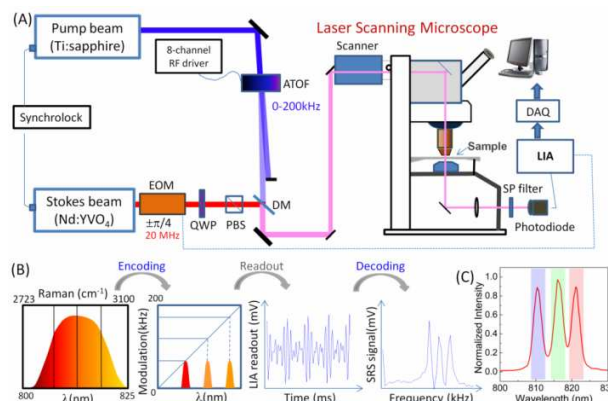 (A)
Pump beam
(Ti:sapphire)
8-channel
RF driver
ATOF
0-200kHz
Synchrolock
Stokes beam
(Nd:YVO₄)
EOM
±π/4
20 MHz
QWP
PBS
DM
Laser Scanning Microscope
Scanner
Sample
DAQ
LIA
SP filter
Photodiode
(B)
Encoding
Readout
Decoding
2723
Raman (cm⁻¹)
3100
800
λ(nm)
825
Modulation(kHz)
200
0
λ(nm)
LIA readout (mV)
Time (ms)
SRS signal(mV)
Frequency (kHz)
(C)
Normalized Intensity
1.0
0.8
0.6
0.4
0.2
0.0
800
810
820
Wavelength (nm)